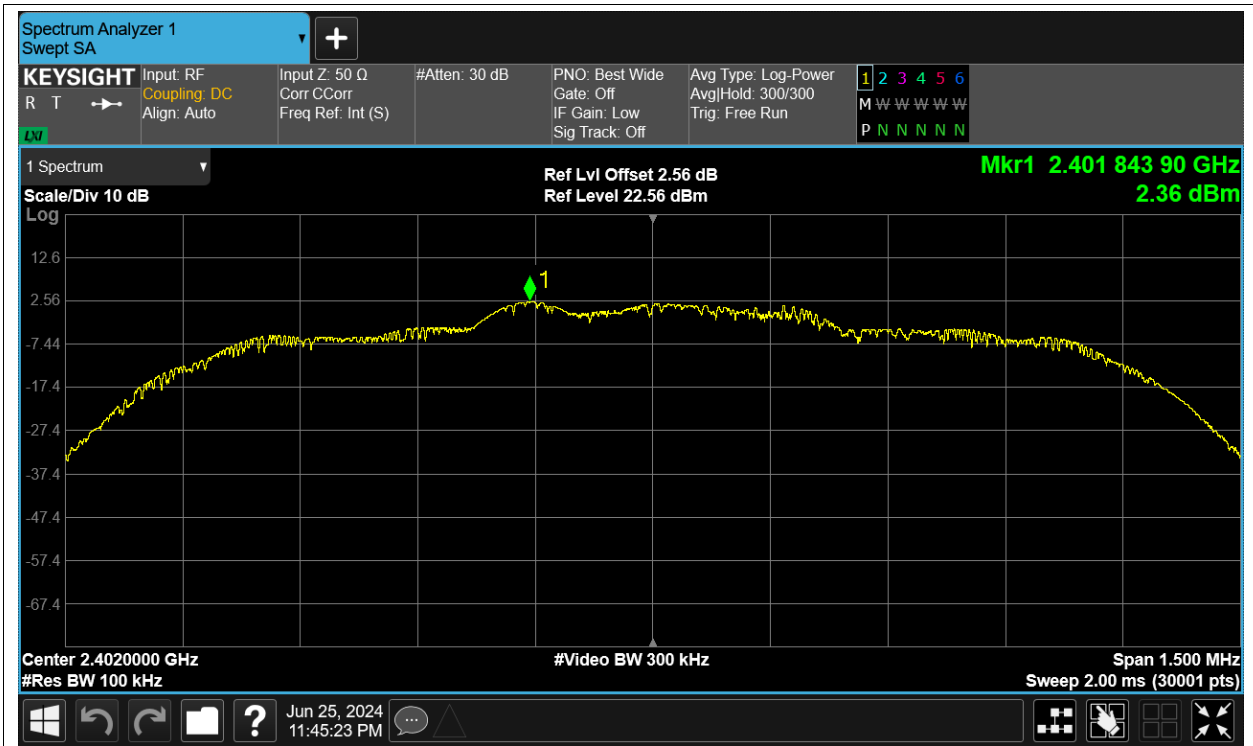 Spectrum Analyzer 1
Swept SA
KEYSIGHT
R T
LXI
Input: RF
Coupling: DC
Align: Auto
Input Z: 50 Ω
Corr CCorr
Freq Ref: Int (S)
#Atten: 30 dB
PNO: Best Wide
Gate: Off
IF Gain: Low
Sig Track: Off
Avg Type: Log-Power
Avg|Hold: 300/300
Trig: Free Run
1 2 3 4 5 6
M W W W W W
P N N N N N
1 Spectrum
Scale/Div 10 dB
Log
Ref Lvl Offset 2.56 dB
Ref Level 22.56 dBm
Mkr1 2.401 843 90 GHz
2.36 dBm
12.6
2.56
-7.44
-17.4
-27.4
-37.4
-47.4
-57.4
-67.4
1
Center 2.4020000 GHz
#Res BW 100 kHz
#Video BW 300 kHz
Span 1.500 MHz
Sweep 2.00 ms (30001 pts)
?
Jun 25, 2024
11:45:23 PM